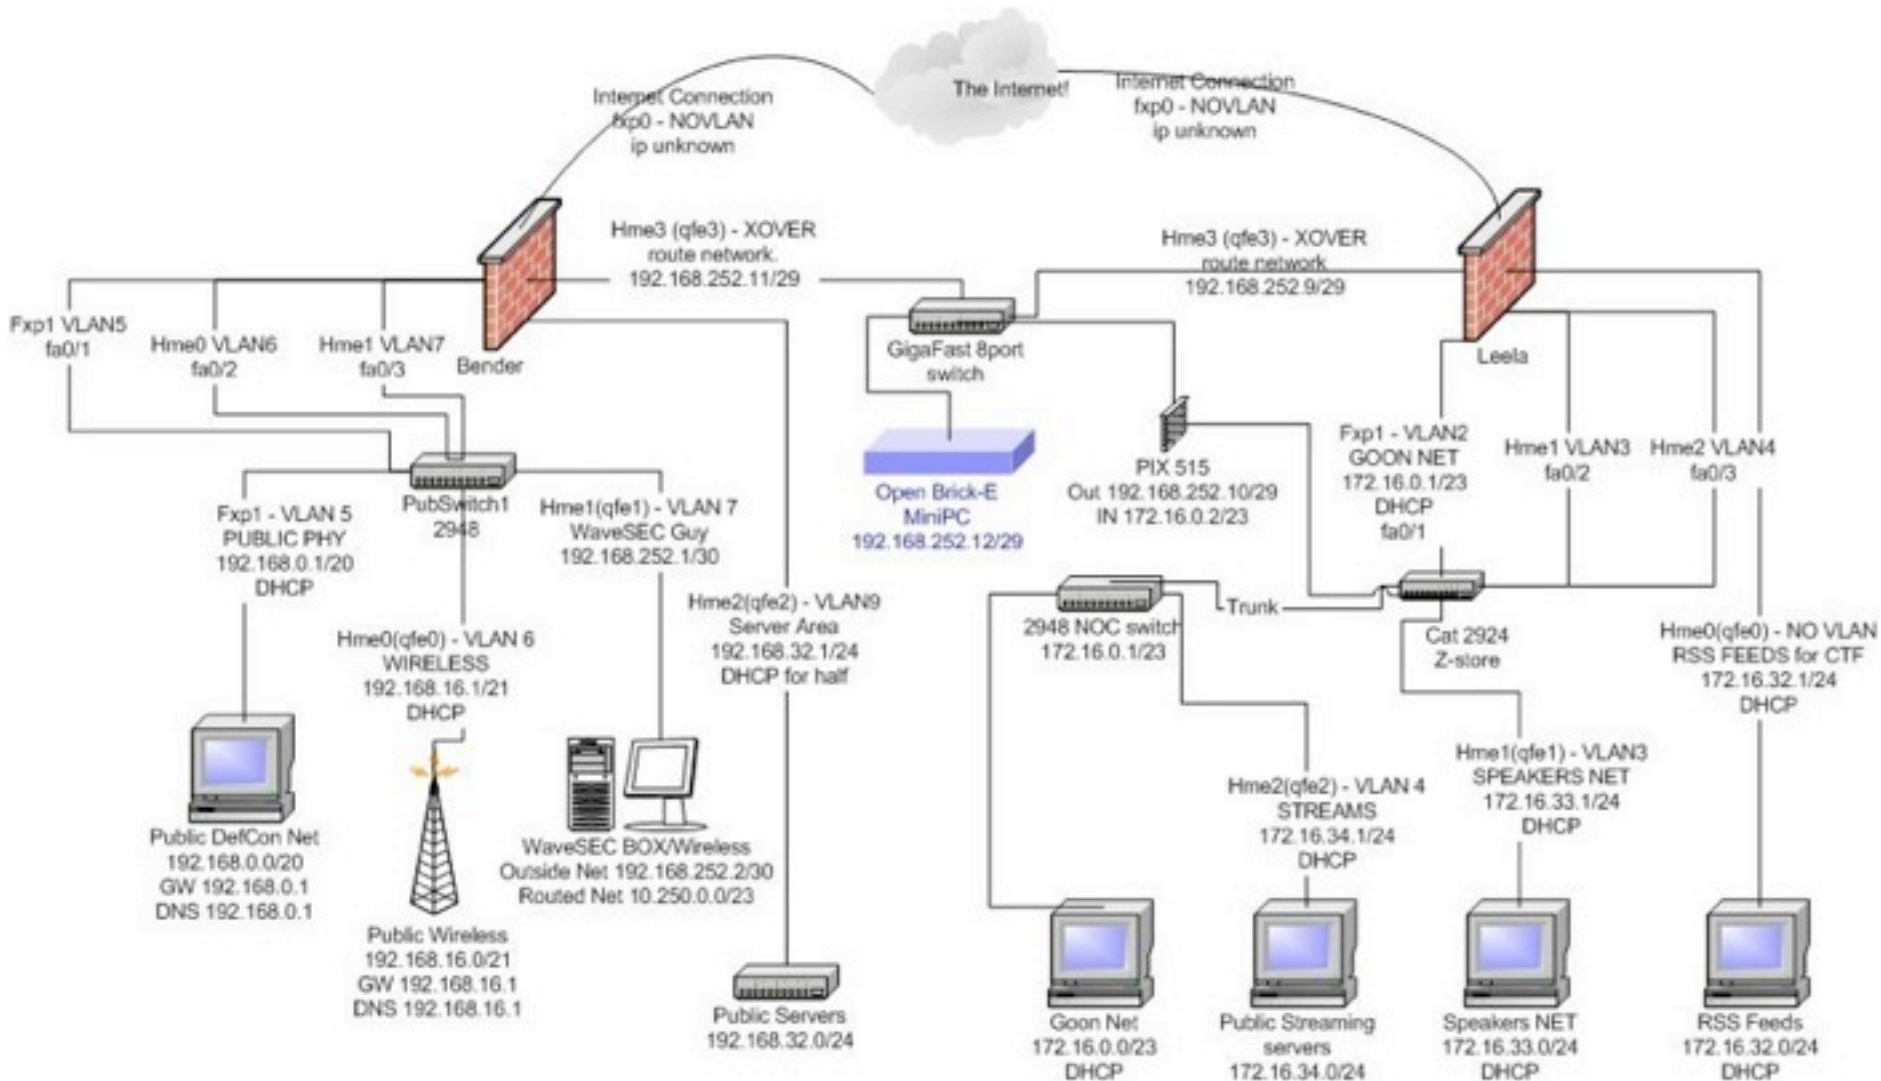 The Internet!
Internet Connection
fxp0 - NOVLAN
ip unknown
Internet Connection
fxp0 - NOVLAN
ip unknown
Hme3 (qfe3) - XOVER
route network.
192.168.252.11/29
Hme3 (qfe3) - XOVER
route network
192.168.252.9/29
Fxp1 VLAN5
fa0/1
Hme0 VLAN6
fa0/2
Hme1 VLAN7
fa0/3
Bender
GigaFast 8port
switch
Leela
PubSwitch1
2948
Open Brick-E
MiniPC
192.168.252.12/29
PIX 515
Out 192.168.252.10/29
IN 172.16.0.2/23
Fxp1 - VLAN2
GOON NET
172.16.0.1/23
DHCP
fa0/1
Hme1 VLAN3
fa0/2
Hme2 VLAN4
fa0/3
Fxp1 - VLAN 5
PUBLIC PHY
192.168.0.1/20
DHCP
Hme1(qfe1) - VLAN 7
WaveSEC Guy
192.168.252.1/30
Hme0(qfe0) - VLAN 6
WIRELESS
192.168.16.1/21
DHCP
Hme2(qfe2) - VLAN9
Server Area
192.168.32.1/24
DHCP for half
2948 NOC switch
172.16.0.1/23
Trunk
Cat 2924
Z-store
Hme0(qfe0) - NO VLAN
RSS FEEDS for CTF
172.16.32.1/24
DHCP
Hme2(qfe2) - VLAN 4
STREAMS
172.16.34.1/24
DHCP
Hme1(qfe1) - VLAN3
SPEAKERS NET
172.16.33.1/24
DHCP
Public DefCon Net
192.168.0.0/20
GW 192.168.0.1
DNS 192.168.0.1
Public Wireless
192.168.16.0/21
GW 192.168.16.1
DNS 192.168.16.1
WaveSEC BOX/Wireless
Outside Net 192.168.252.2/30
Routed Net 10.250.0.0/23
Public Servers
192.168.32.0/24
Goon Net
172.16.0.0/23
DHCP
Public Streaming
servers
172.16.34.0/24
Speakers NET
172.16.33.0/24
DHCP
RSS Feeds
172.16.32.0/24
DHCP